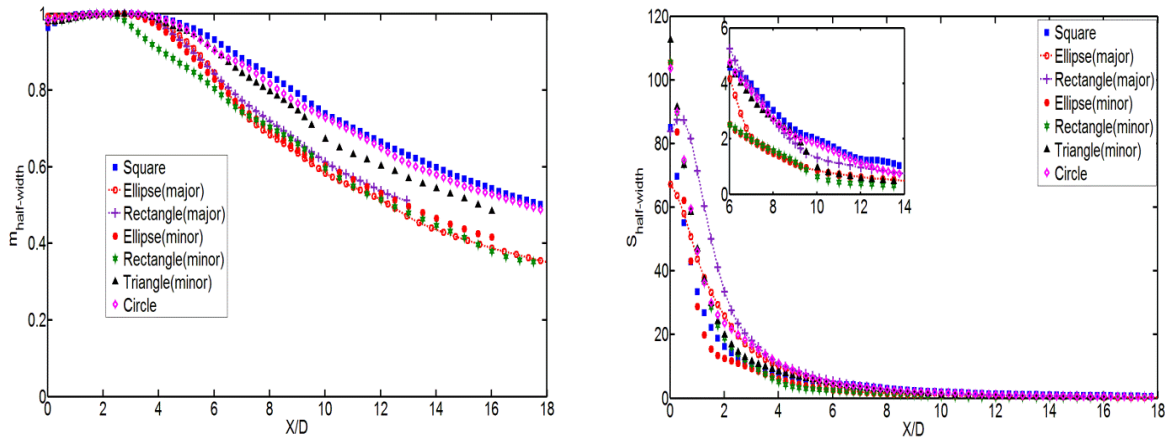 1
0.8
0.6
0.4
0.2
0
m half-width
0 2 4 6 8 10 12 14 16 18
X/D
Square
Ellipse(major)
Rectangle(major)
Ellipse(minor)
Rectangle(minor)
Triangle(minor)
Circle
120
100
80
60
40
20
0
S half-width
0 2 4 6 8 10 12 14 16 18
X/D
6
4
2
0
6 8 10 12 14
Square
Ellipse(major)
Rectangle(major)
Ellipse(minor)
Rectangle(minor)
Triangle(minor)
Circle